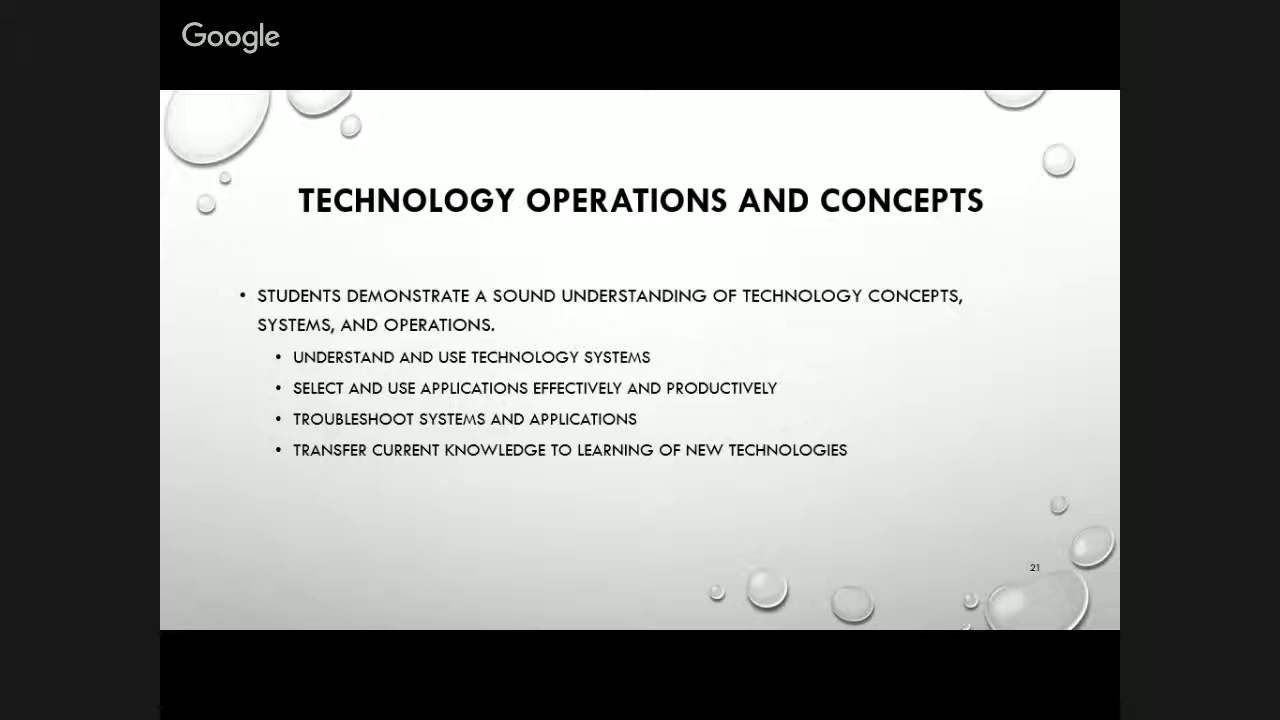 Google
TECHNOLOGY OPERATIONS AND CONCEPTS
• STUDENTS DEMONSTRATE A SOUND UNDERSTANDING OF TECHNOLOGY CONCEPTS,
SYSTEMS, AND OPERATIONS.
• UNDERSTAND AND USE TECHNOLOGY SYSTEMS
• SELECT AND USE APPLICATIONS EFFECTIVELY AND PRODUCTIVELY
• TROUBLESHOOT SYSTEMS AND APPLICATIONS
• TRANSFER CURRENT KNOWLEDGE TO LEARNING OF NEW TECHNOLOGIES
21